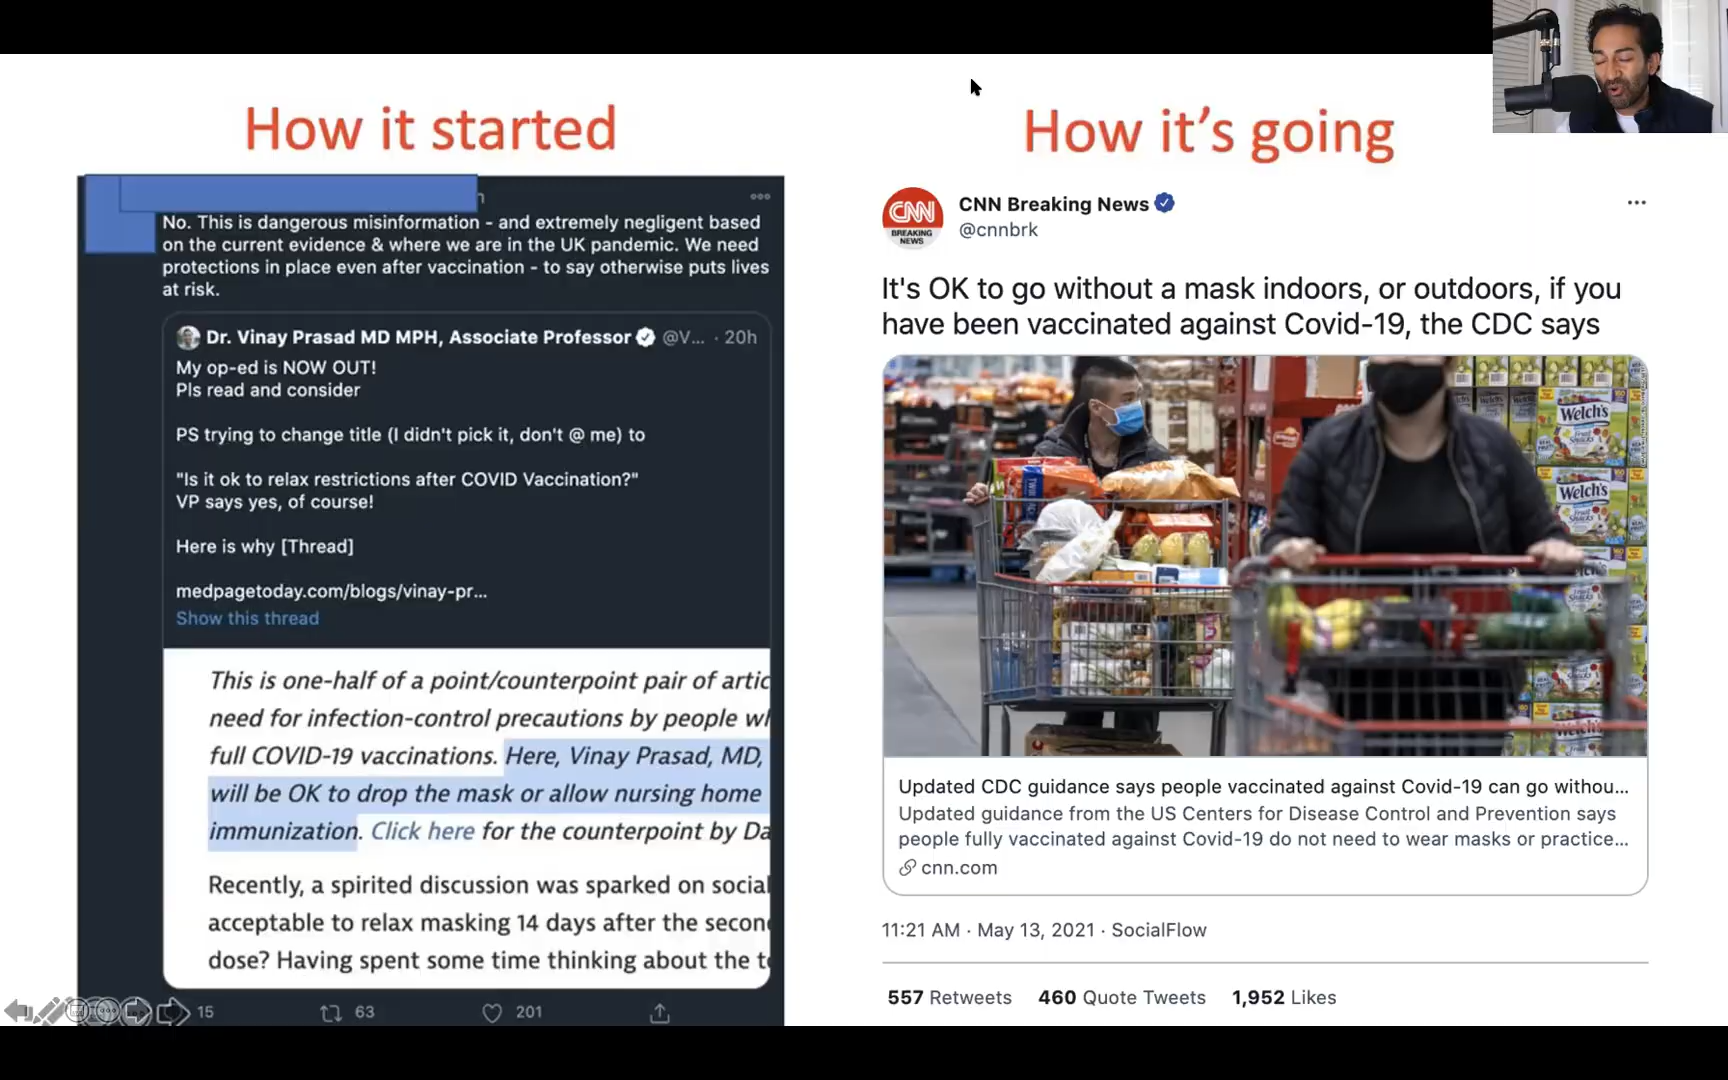 How it started
No. This is dangerous misinformation - and extremely negligent based
on the current evidence & where we are in the UK pandemic. We need
protections in place even after vaccination - to say otherwise puts lives
at risk.
Dr. Vinay Prasad MD MPH, Associate Professor @V... · 20h
My op-ed is NOW OUT!
Pls read and consider
PS trying to change title (I didn't pick it, don't @ me) to
"Is it ok to relax restrictions after COVID Vaccination?"
VP says yes, of course!
Here is why [Thread]
medpagetoday.com/blogs/vinay-pr...
Show this thread
This is one-half of a point/counterpoint pair of artic
need for infection-control precautions by people wh
full COVID-19 vaccinations. Here, Vinay Prasad, MD,
will be OK to drop the mask or allow nursing home
immunization. Click here for the counterpoint by Da
Recently, a spirited discussion was sparked on social
acceptable to relax masking 14 days after the second
dose? Having spent some time thinking about the to
15
63
201
How it's going
CNN
BREAKING
NEWS
CNN Breaking News
@cnnbrk
It's OK to go without a mask indoors, or outdoors, if you
have been vaccinated against Covid-19, the CDC says
Welch's
Welch's
Welch's
Updated CDC guidance says people vaccinated against Covid-19 can go withou...
Updated guidance from the US Centers for Disease Control and Prevention says
people fully vaccinated against Covid-19 do not need to wear masks or practice...
cnn.com
11:21 AM · May 13, 2021 · SocialFlow
557 Retweets 460 Quote Tweets 1,952 Likes